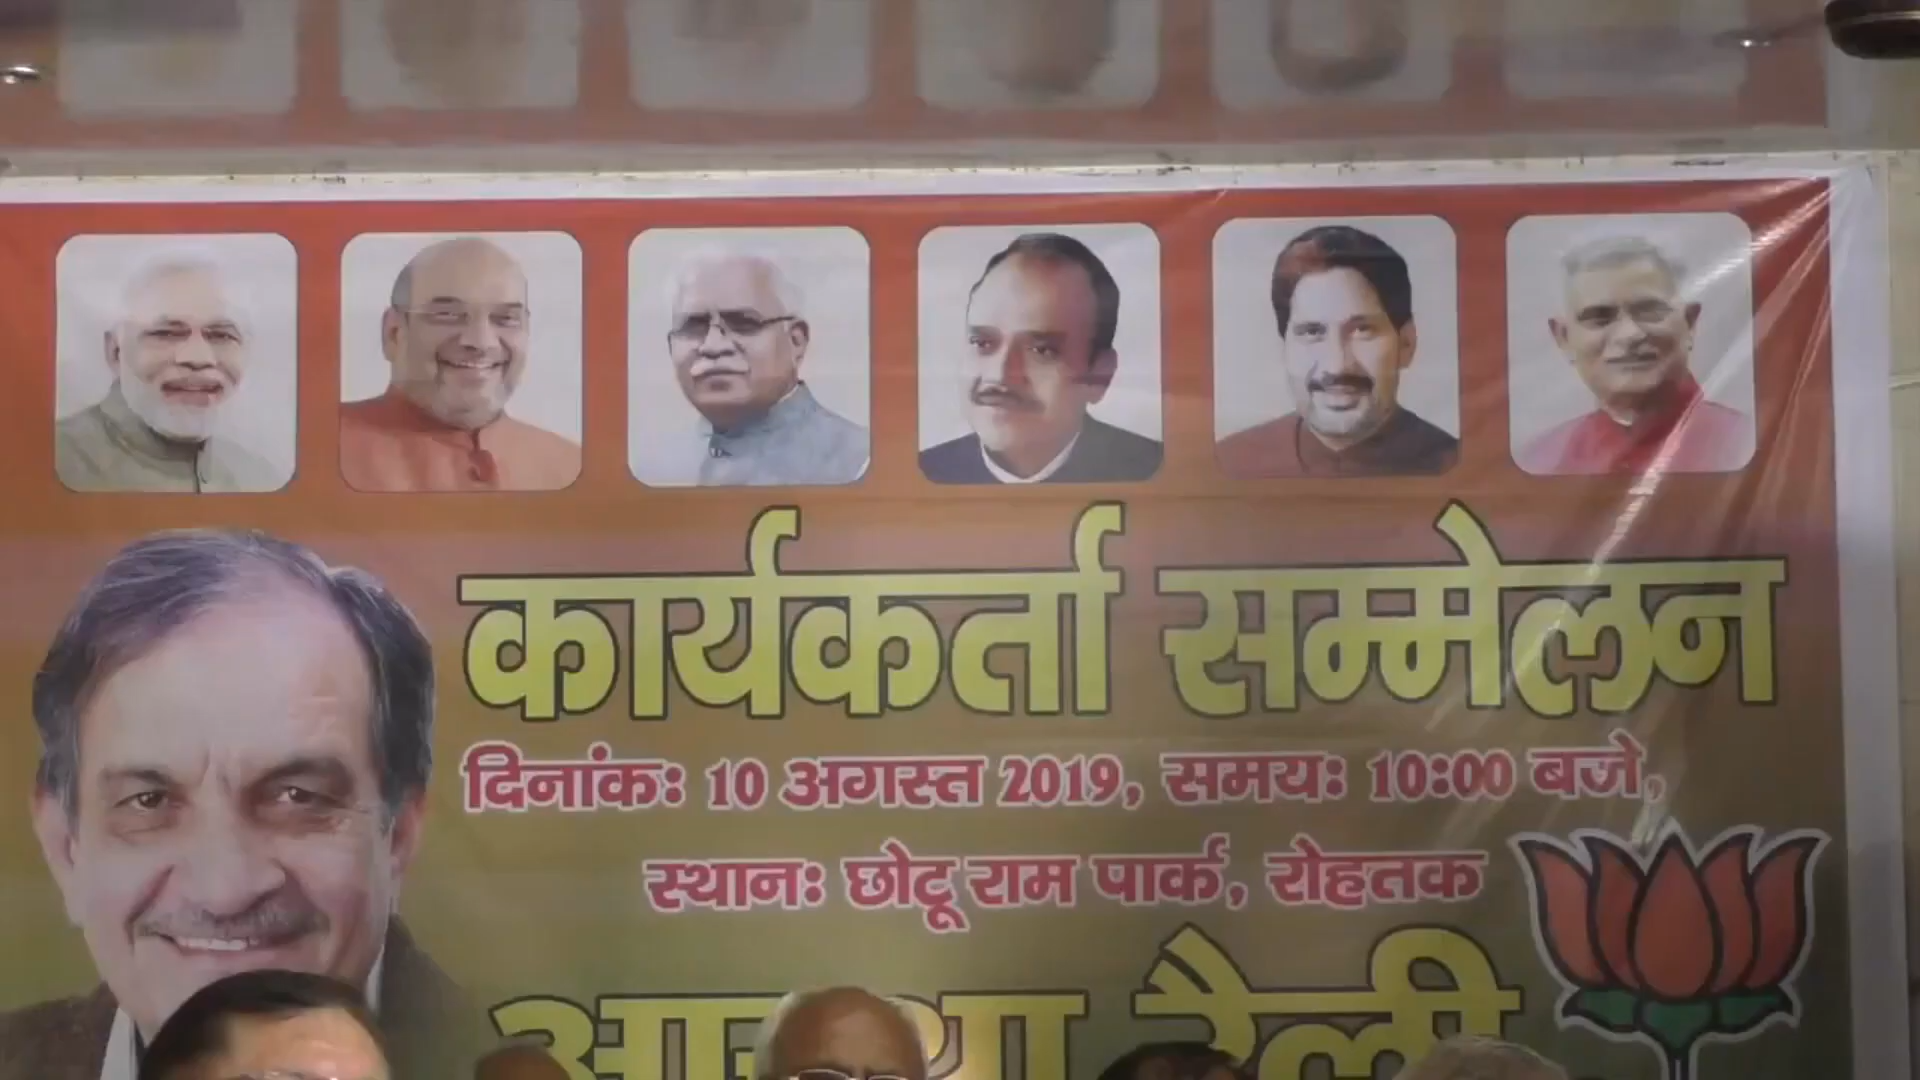 कार्यकर्ता सम्मेलन
दिनांकः 10 अगस्त 2019, समयः 10:00 बजे,
स्थानः छोटू राम पार्क, रोहतक
रैली